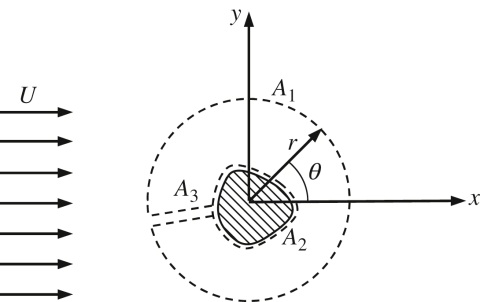 y
A₁
U
r
θ
A₃
x
A₂